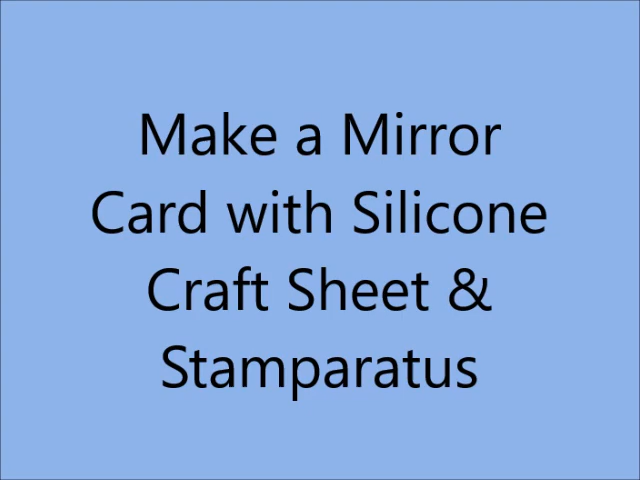 Make a Mirror
Card with Silicone
Craft Sheet &
Stamparatus